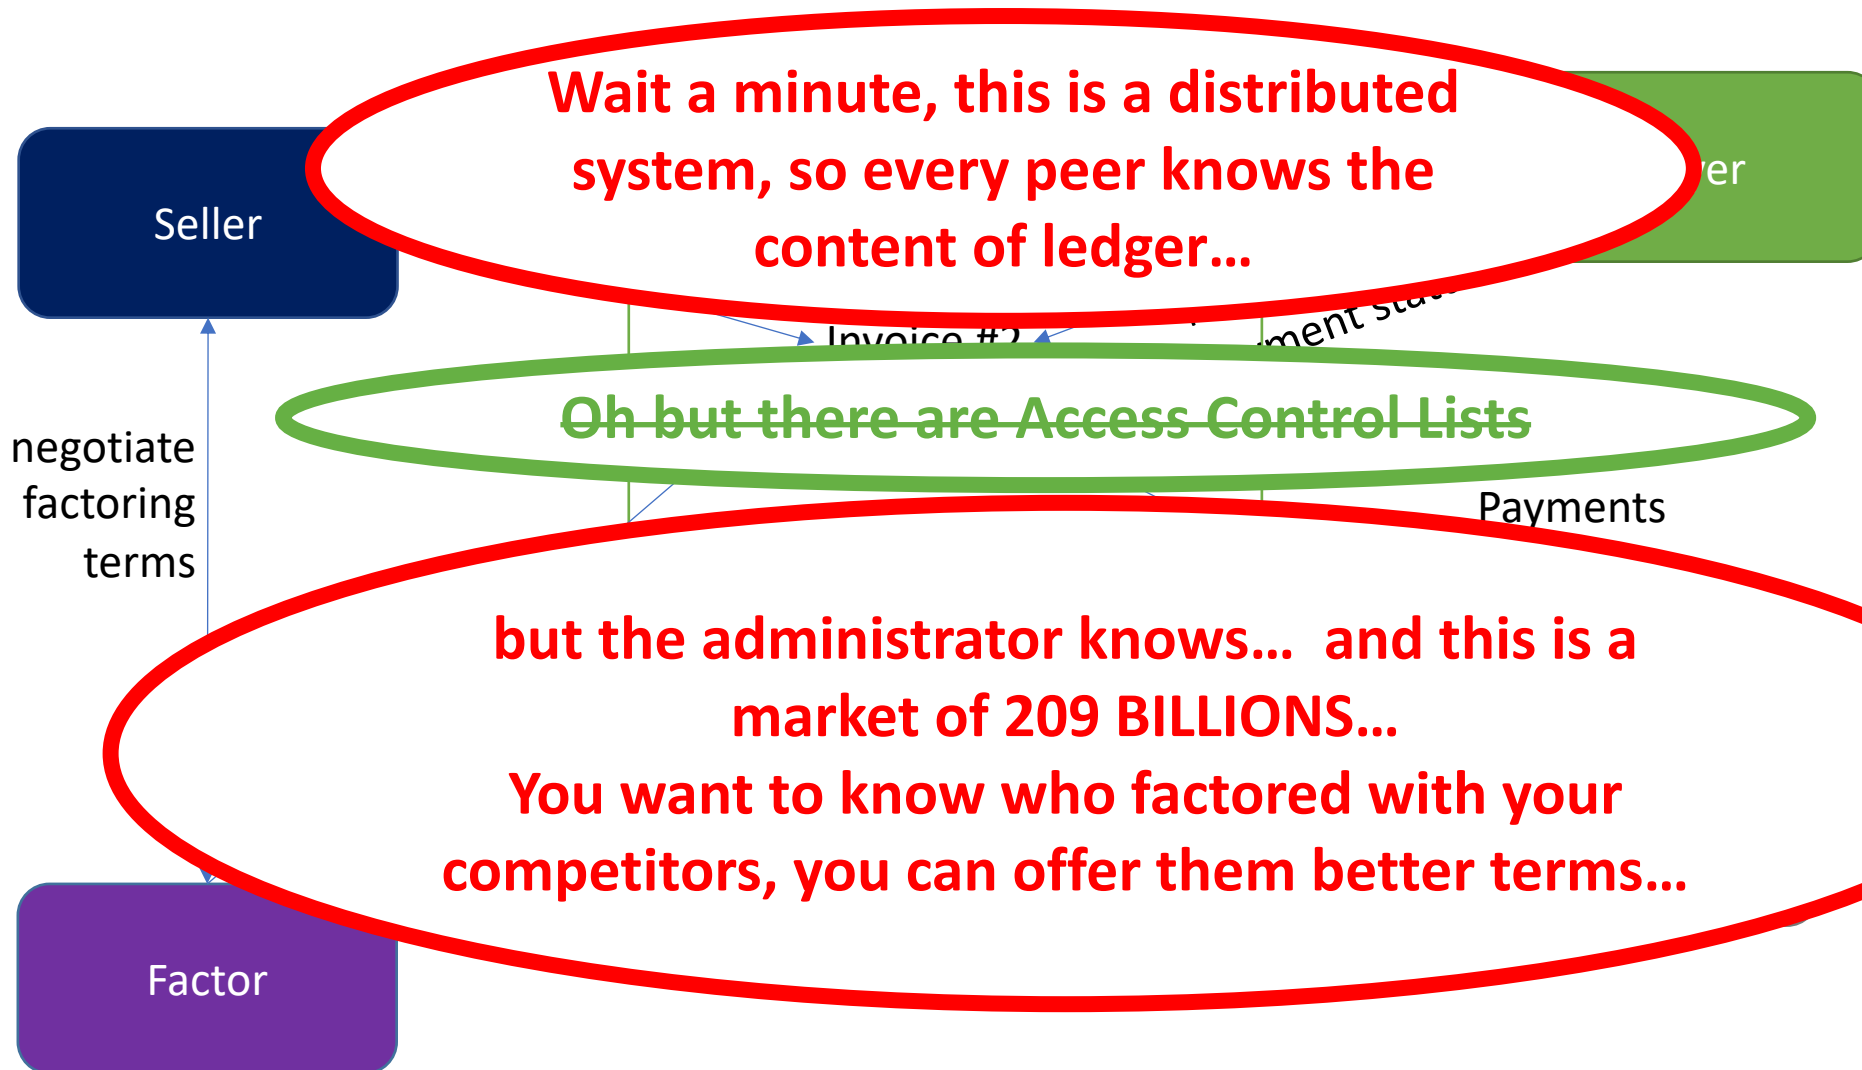 Wait a minute, this is a distributed
system, so every peer knows the
content of ledger…
Seller
Invoice #2
Oh but there are Access Control Lists
negotiate
factoring
terms
Payments
but the administrator knows… and this is a
market of 209 BILLIONS…
You want to know who factored with your
competitors, you can offer them better terms…
Factor